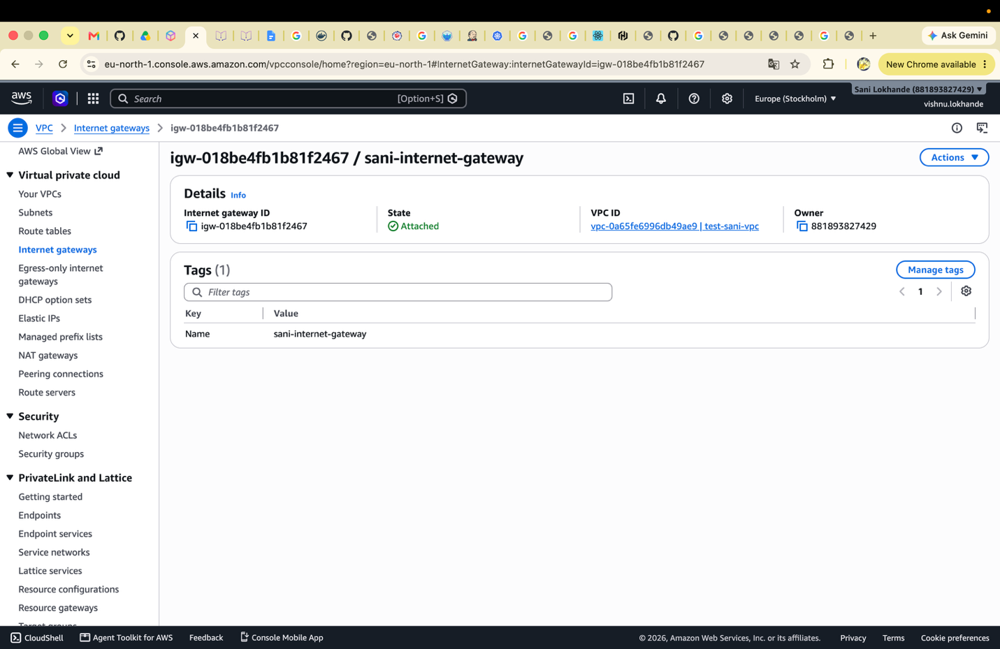 Ask Gemini
eu-north-1.console.aws.amazon.com/vpcconsole/home?region=eu-north-1#InternetGateway:internetGatewayId=igw-018be4fb1b81f2467
New Chrome available
aws
Search
[Option+S]
Europe (Stockholm)
Sani Lokhande (881893827429)
vishnu.lokhande
VPC
Internet gateways
igw-018be4fb1b81f2467
AWS Global View
Virtual private cloud
Your VPCs
Subnets
Route tables
Internet gateways
Egress-only internet
gateways
DHCP option sets
Elastic IPs
Managed prefix lists
NAT gateways
Peering connections
Route servers
Security
Network ACLs
Security groups
PrivateLink and Lattice
Getting started
Endpoints
Endpoint services
Service networks
Lattice services
Resource configurations
Resource gateways
Target groups
igw-018be4fb1b81f2467 / sani-internet-gateway
Actions
Details
Info
Internet gateway ID
igw-018be4fb1b81f2467
State
Attached
VPC ID
vpc-0a65fe6996db49ae9 | test-sani-vpc
Owner
881893827429
Tags (1)
Manage tags
Filter tags
1
Key
Value
Name
sani-internet-gateway
CloudShell
Agent Toolkit for AWS
Feedback
Console Mobile App
© 2026, Amazon Web Services, Inc. or its affiliates.
Privacy
Terms
Cookie preferences